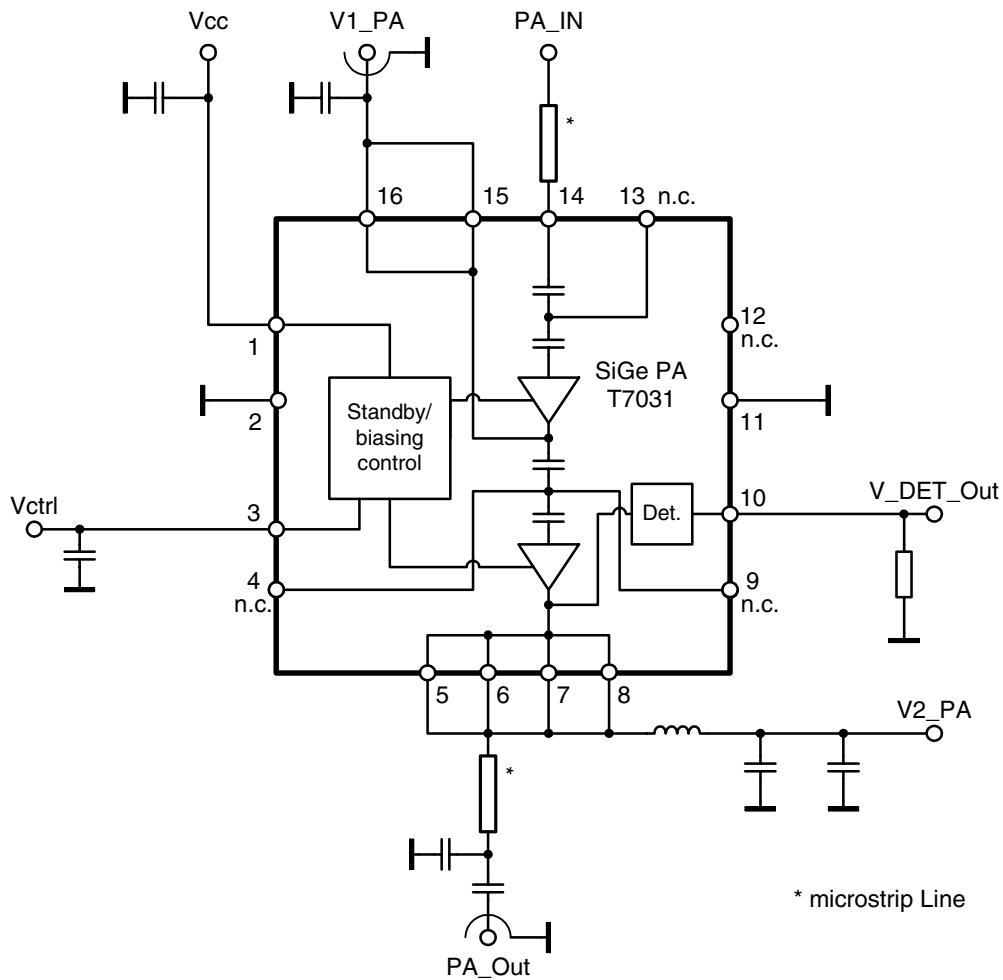 Vcc
V1_PA
PA_IN
*
16
15
14
13 n.c.
1
12
n.c.
SiGe PA
T7031
2
Standby/
biasing
control
11
Vctrl
3
Det.
10
V_DET_Out
4
n.c.
9
n.c.
5
6
7
8
V2_PA
*
* microstrip Line
PA_Out